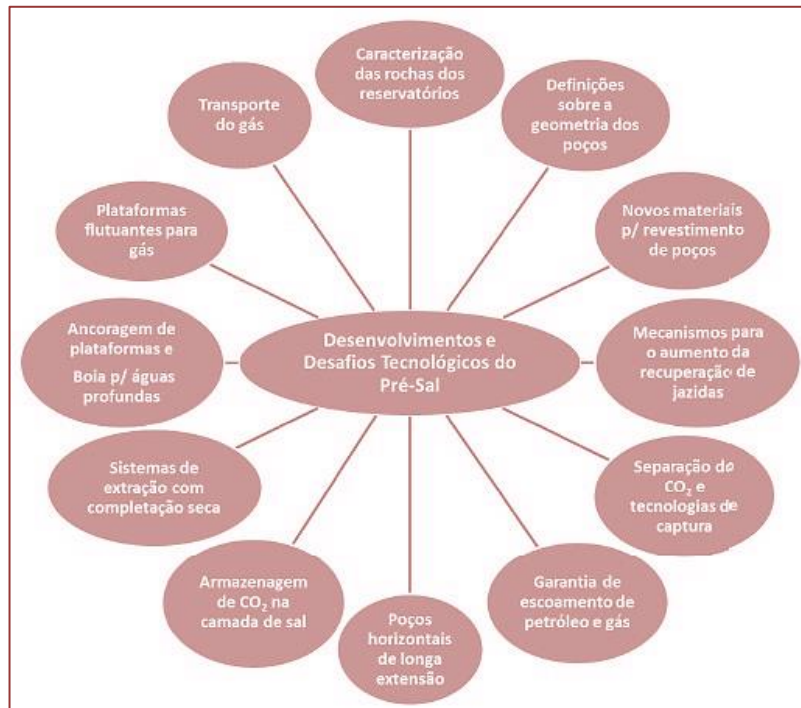 Caracterização
das rochas dos
reservatórios
Definições
sobre a
geometria dos
poços
Novos materiais
p/ revestimento
de poços
Mecanismos para
o aumento da
recuperação de
jazidas
Separação do
CO₂ e
tecnologias de
captura
Garantia de
escoamento de
petróleo e gás
Poços
horizontais
de longa
extensão
Armazenagem
de CO₂ na
camada de sal
Sistemas de
extração com
completação seca
Ancoragem de
plataformas e
Boia p/ águas
profundas
Plataformas
flutuantes para
gás
Transporte
do gás
Desenvolvimentos e
Desafios Tecnológicos do
Pré-Sal